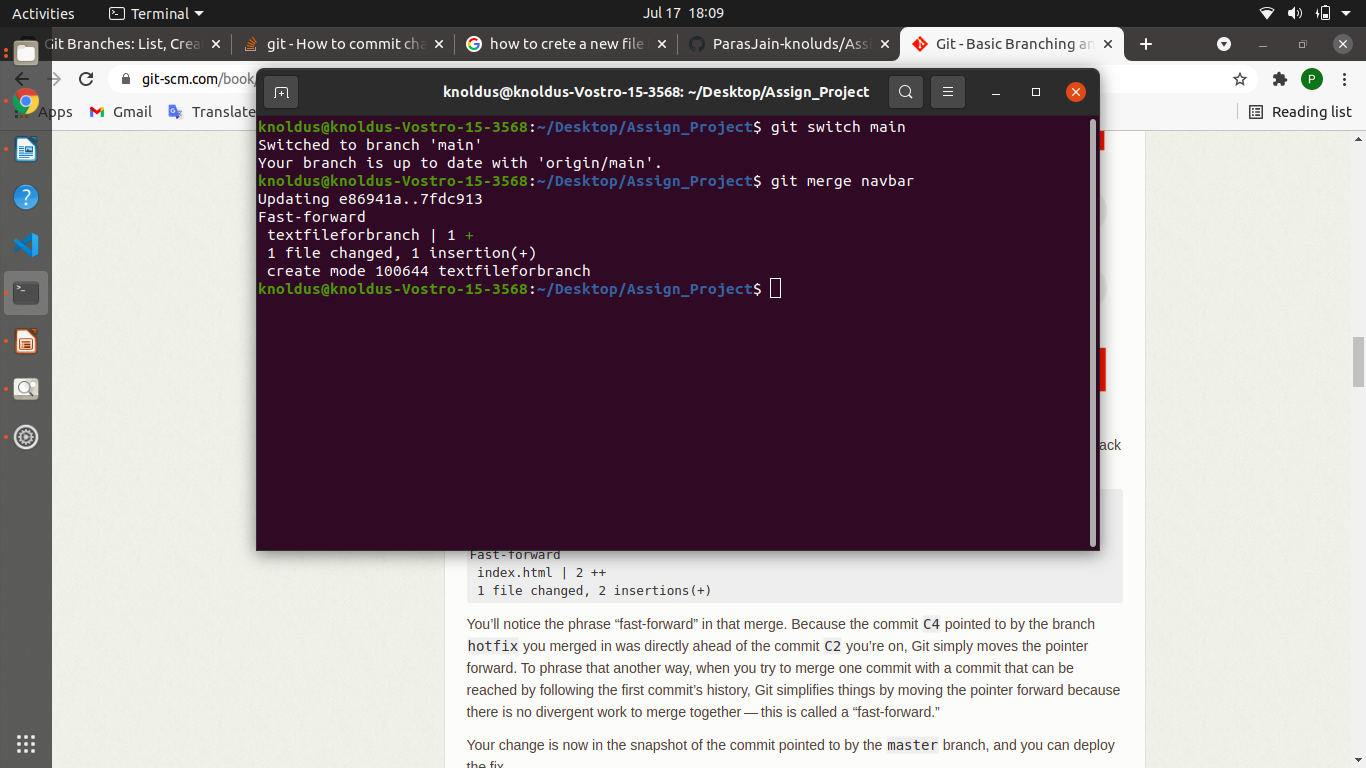 Activities
Terminal
Jul 17 18:09
Git Branches: List, Crea
git - How to commit cha
how to crete a new file
ParasJain-knoluds/Assi
Git - Basic Branching an
git-scm.com/book
P
Apps
Gmail
Translate
Reading list
knoldus@knoldus-Vostro-15-3568: ~/Desktop/Assign_Project
knoldus@knoldus-Vostro-15-3568:~/Desktop/Assign_Project$ git switch main
Switched to branch 'main'
Your branch is up to date with 'origin/main'.
knoldus@knoldus-Vostro-15-3568:~/Desktop/Assign_Project$ git merge navbar
Updating e86941a..7fdc913
Fast-forward
textfileforbranch | 1 +
1 file changed, 1 insertion(+)
create mode 100644 textfileforbranch
knoldus@knoldus-Vostro-15-3568:~/Desktop/Assign_Project$
ack
Fast-forward
index.html | 2 ++
1 file changed, 2 insertions(+)
You’ll notice the phrase “fast-forward” in that merge. Because the commit C4 pointed to by the branch
hotfix you merged in was directly ahead of the commit C2 you’re on, Git simply moves the pointer
forward. To phrase that another way, when you try to merge one commit with a commit that can be
reached by following the first commit’s history, Git simplifies things by moving the pointer forward because
there is no divergent work to merge together — this is called a “fast-forward.”
Your change is now in the snapshot of the commit pointed to by the master branch, and you can deploy
the fix.